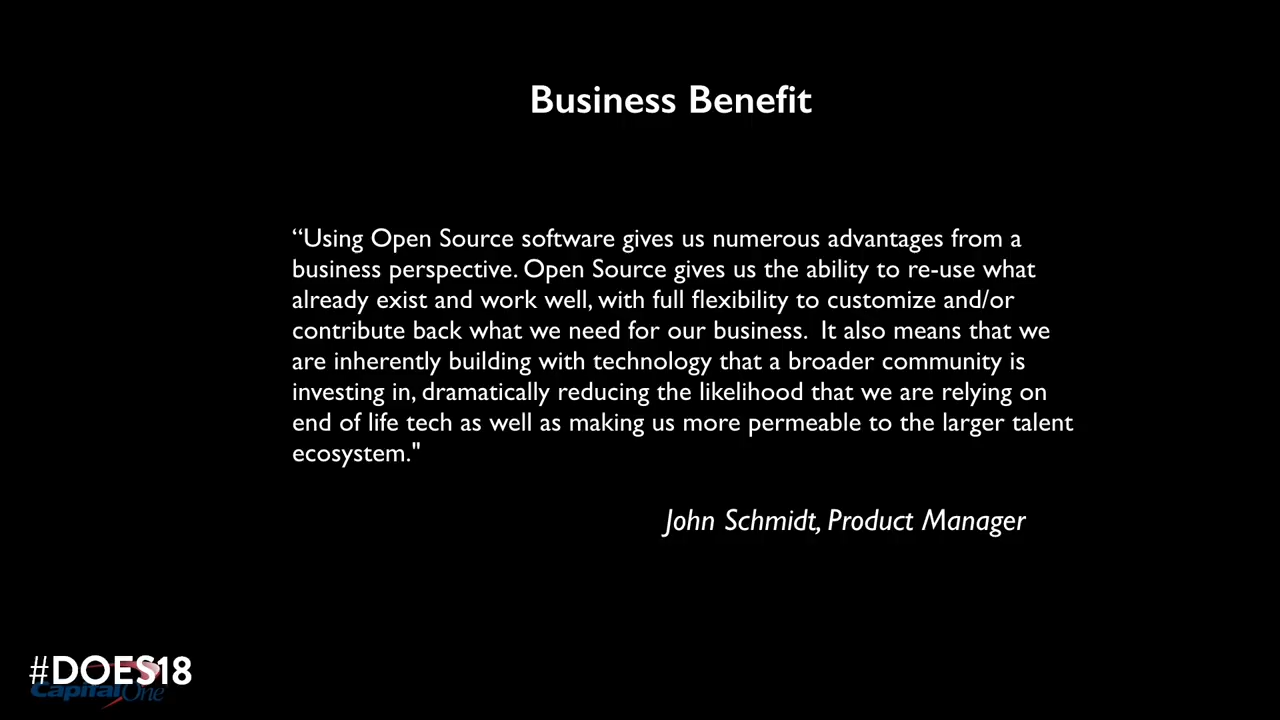 Business Benefit
“Using Open Source software gives us numerous advantages from a
business perspective. Open Source gives us the ability to re-use what
already exist and work well, with full flexibility to customize and/or
contribute back what we need for our business.  It also means that we
are inherently building with technology that a broader community is
investing in, dramatically reducing the likelihood that we are relying on
end of life tech as well as making us more permeable to the larger talent
ecosystem."
John Schmidt, Product Manager
#DOES18
Capital One